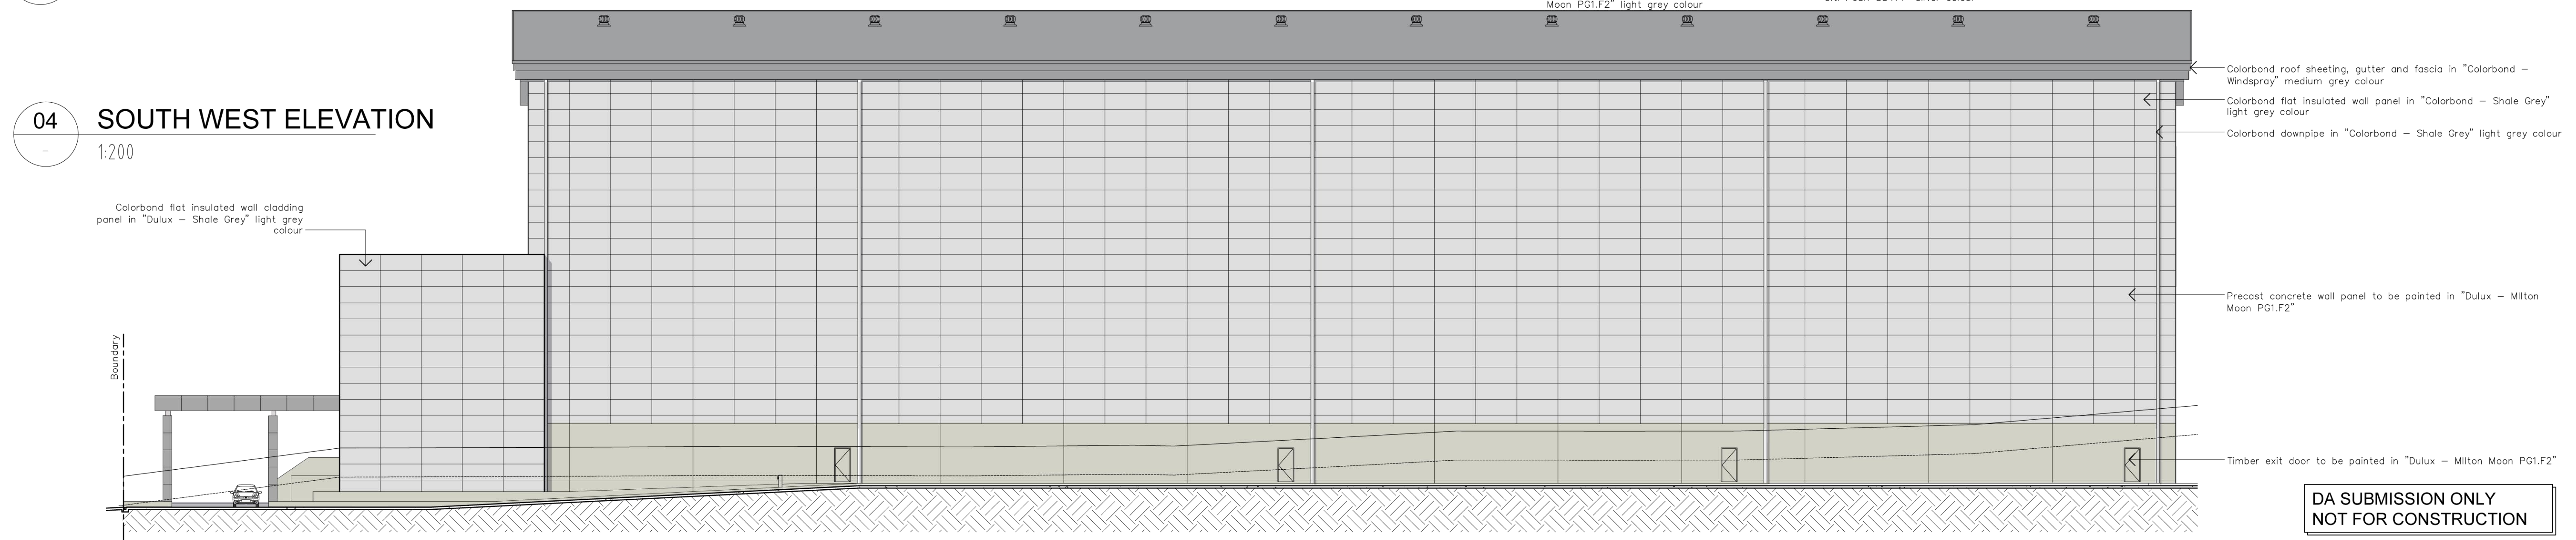 Moon PG1.F2" light grey colour
04
-
SOUTH WEST ELEVATION
1:200
Colorbond flat insulated wall cladding
panel in "Dulux – Shale Grey" light grey
colour
Boundary
Colorbond roof sheeting, gutter and fascia in "Colorbond –
Windspray" medium grey colour
Colorbond flat insulated wall panel in "Colorbond – Shale Grey"
light grey colour
Colorbond downpipe in "Colorbond – Shale Grey" light grey colour
Precast concrete wall panel to be painted in "Dulux – MIlton
Moon PG1.F2"
Timber exit door to be painted in "Dulux – MIlton Moon PG1.F2"
DA SUBMISSION ONLY
NOT FOR CONSTRUCTION